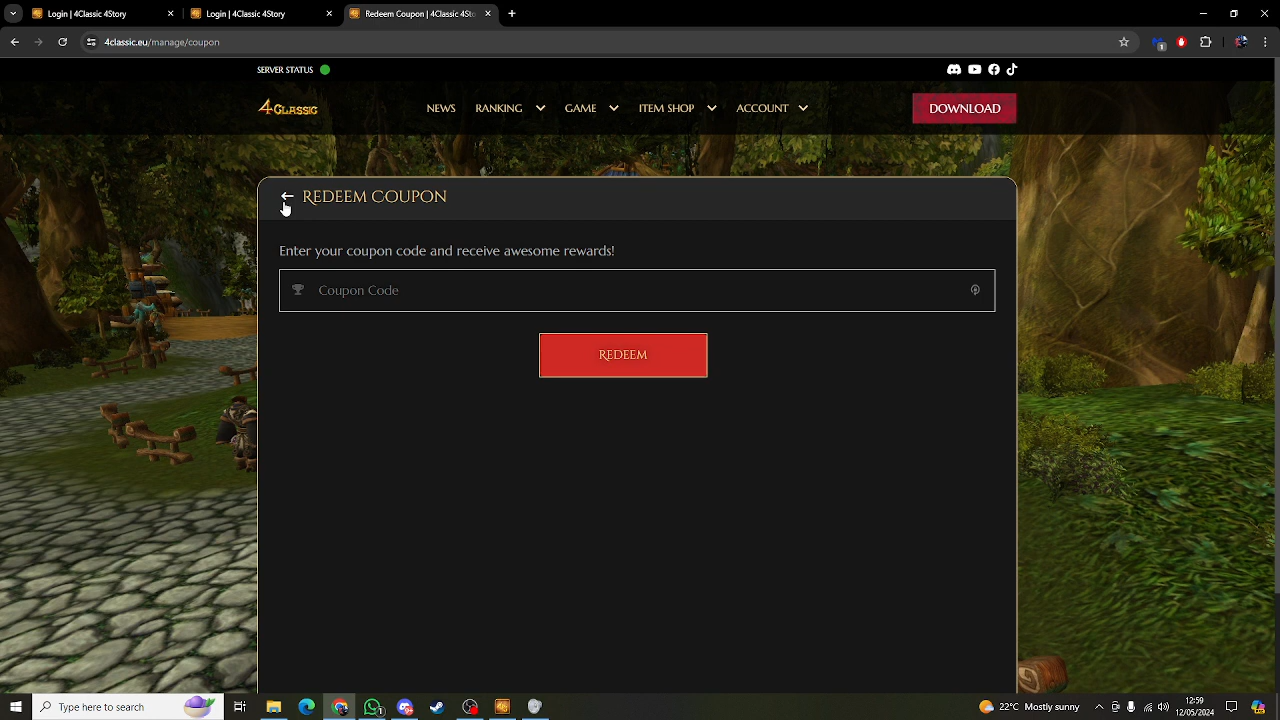 Login | 4Classic 4Story
Login | 4Classic 4Story
Redeem Coupon | 4Classic 4Sto
4classic.eu/manage/coupon
1
SERVER STATUS
4Classic
NEWS
RANKING
GAME
ITEM SHOP
ACCOUNT
DOWNLOAD
Redeem Coupon
Enter your coupon code and receive awesome rewards!
Coupon Code
Redeem
Type here to search
22°C Mostly sunny
12:59
12/05/2024